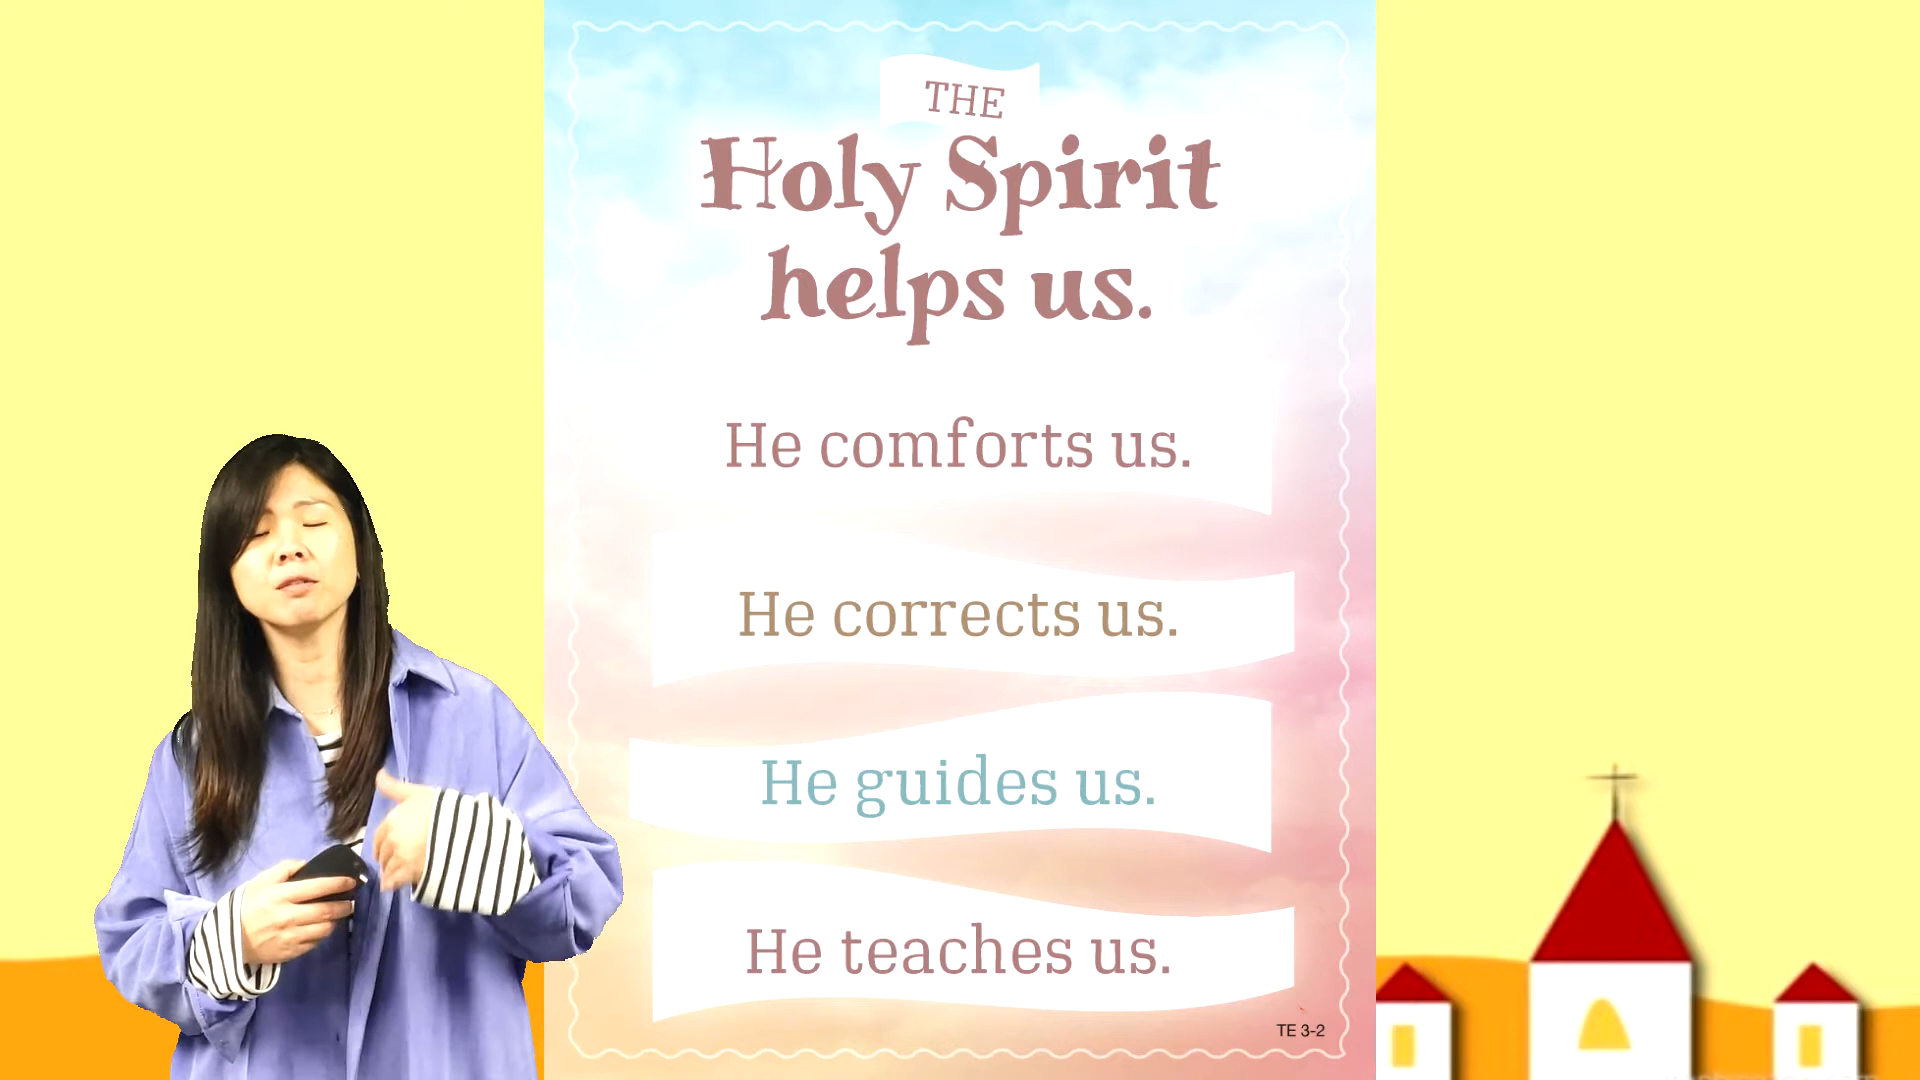 THE
Holy Spirit
helps us.
He comforts us.
He corrects us.
He guides us.
He teaches us.
TE 3-2